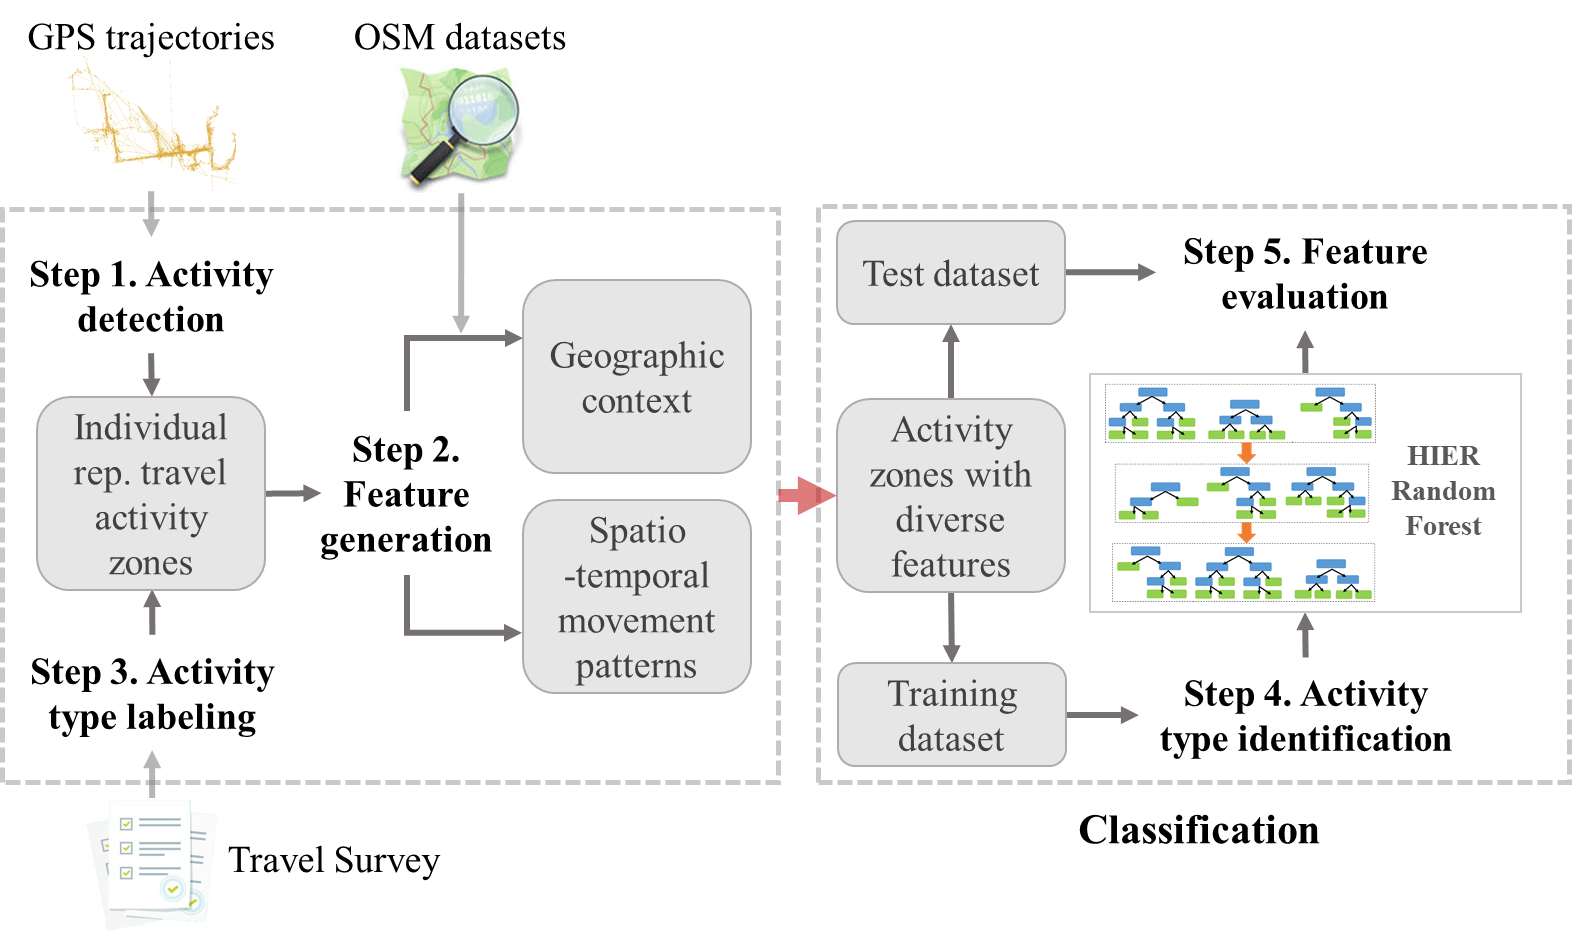 GPS trajectories
OSM datasets
Step 1. Activity
detection
Individual
rep. travel
activity
zones
Step 3. Activity
type labeling
Travel Survey
Step 2.
Feature
generation
Geographic
context
Spatio
-temporal
movement
patterns
Test dataset
Activity
zones with
diverse
features
Training
dataset
Step 5. Feature
evaluation
HIER
Random
Forest
Step 4. Activity
type identification
Classification